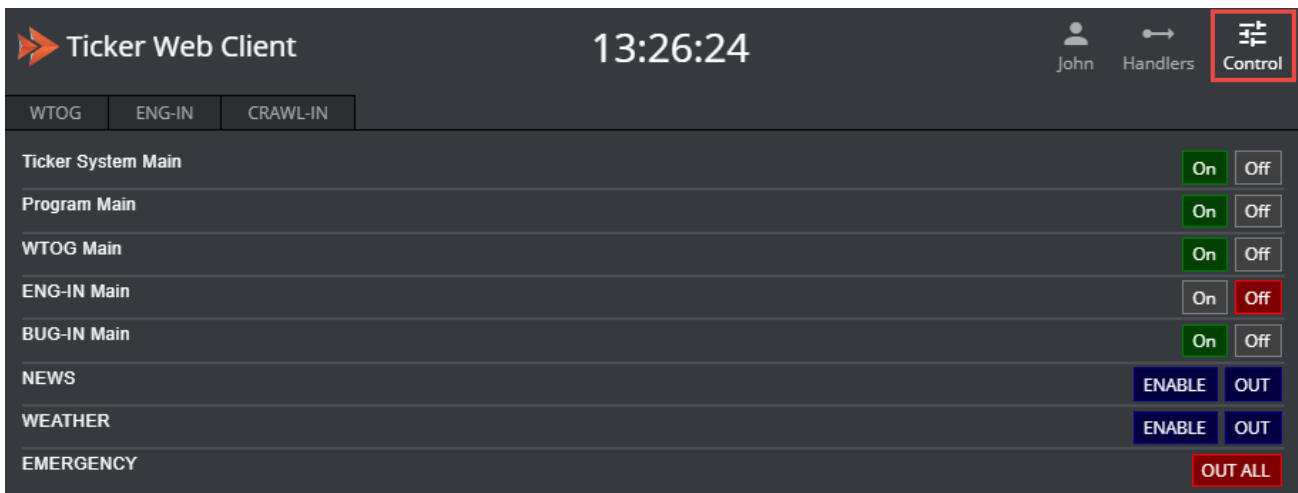 Ticker Web Client 13:26:24 John Handlers Control
WTOG ENG-IN CRAWL-IN
Ticker System Main On Off
Program Main On Off
WTOG Main On Off
ENG-IN Main On Off
BUG-IN Main On Off
NEWS ENABLE OUT
WEATHER ENABLE OUT
EMERGENCY OUT ALL